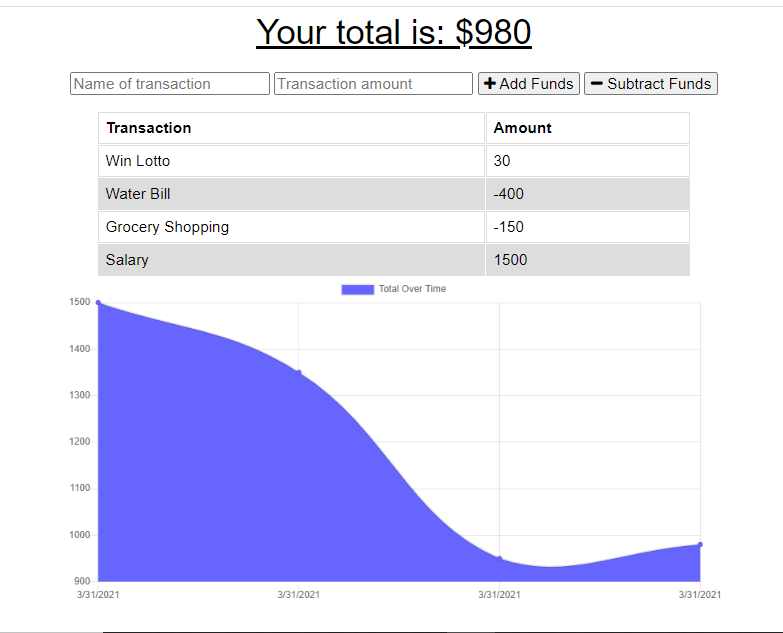 Your total is: $980
Name of transaction Transaction amount Add Funds Subtract Funds
Transaction Amount
Win Lotto 30
Water Bill -400
Grocery Shopping -150
Salary 1500
Total Over Time
1500
1400
1300
1200
1100
1000
900
3/31/2021 3/31/2021 3/31/2021 3/31/2021